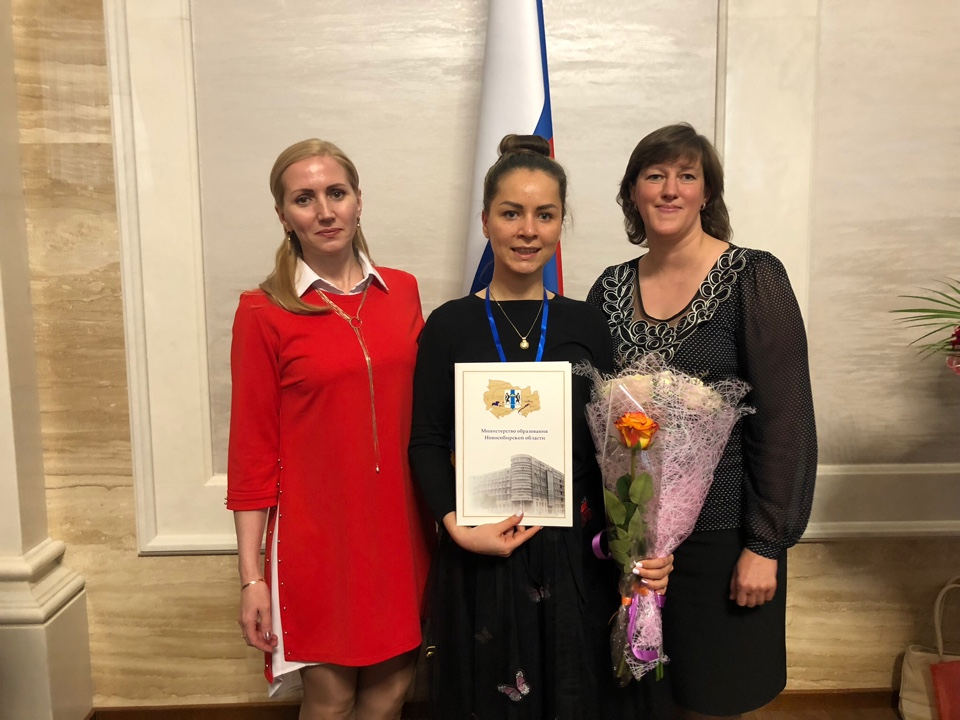 Министерство образования
Новосибирской области